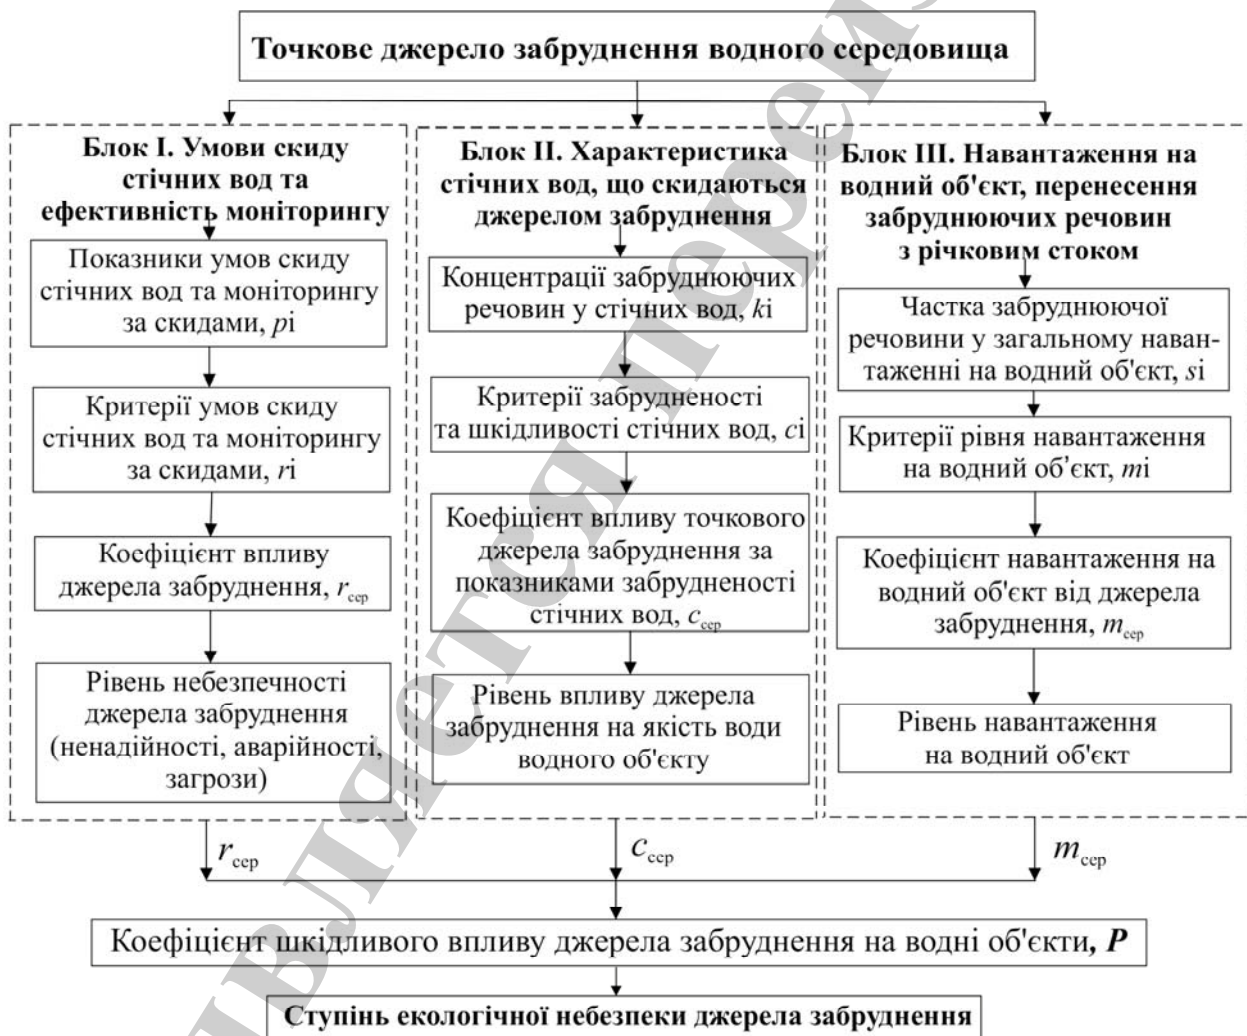 Точкове джерело забруднення водного середовища
Блок I. Умови скиду
стічних вод та
ефективність моніторингу
Показники умов скиду
стічних вод та моніторингу
за скидами, pi
Критерії умов скиду
стічних вод та моніторингу
за скидами, ri
Коефіцієнт впливу
джерела забруднення, rсер
Рівень небезпечності
джерела забруднення
(ненадійності, аварійності,
загрози)
rсер
Блок II. Характеристика
стічних вод, що скидаються
джерелом забруднення
Концентрації забруднюючих
речовин у стічних вод, ki
Критерії забрудненості
та шкідливості стічних вод, ci
Коефіцієнт впливу точкового
джерела забруднення за
показниками забрудненості
стічних вод, cсер
Рівень впливу джерела
забруднення на якість води
водного об'єкту
cсер
Блок III. Навантаження на
водний об'єкт, перенесення
забруднюючих речовин
з річковим стоком
Частка забруднюючої
речовини у загальному наван-
таженні на водний об'єкт, si
Критерії рівня навантаження
на водний об'єкт, mi
Коефіцієнт навантаження на
водний об'єкт від джерела
забруднення, mсер
Рівень навантаження
на водний об'єкт
mсер
Коефіцієнт шкідливого впливу джерела забруднення на водні об'єкти, P
Ступінь екологічної небезпеки джерела забруднення